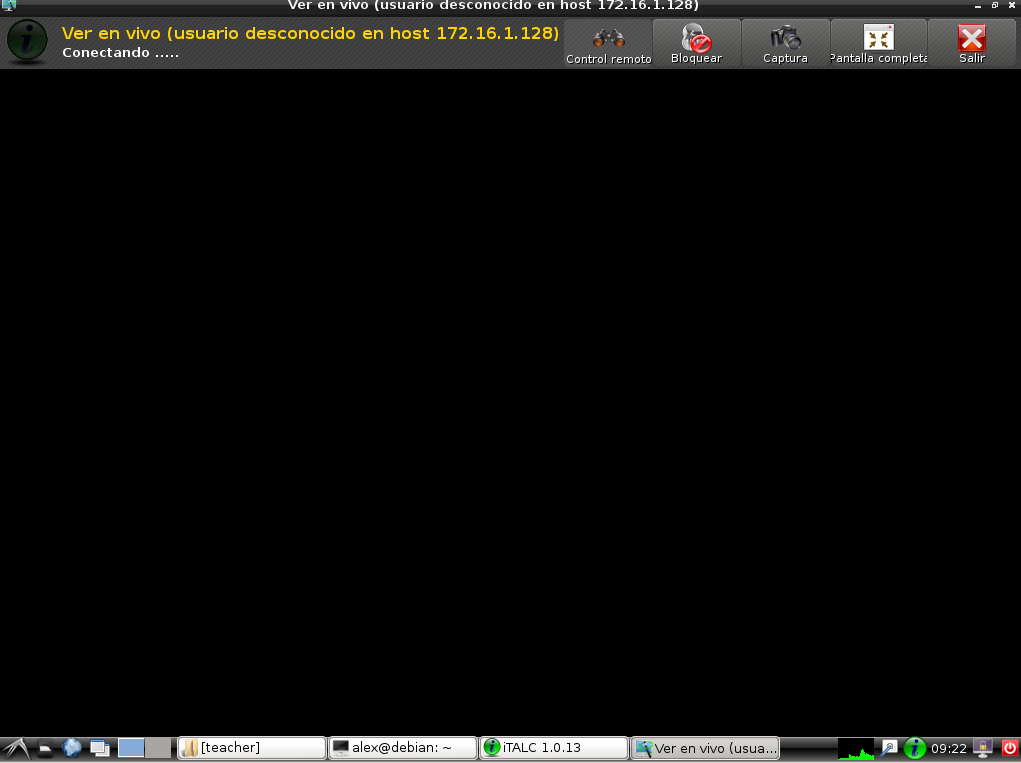 Ver en vivo (usuario desconocido en host 172.16.1.128)
Ver en vivo (usuario desconocido en host 172.16.1.128)
Conectando .....
Control remoto
Bloquear
Captura
Pantalla completa
Salir
[teacher]
alex@debian: ~
iTALC 1.0.13
Ver en vivo (usua...
09:22